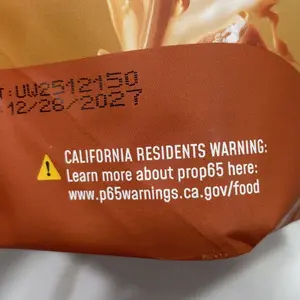 T:UW2512150
12/28/2027
CALIFORNIA RESIDENTS WARNING:
Learn more about prop65 here:
www.p65warnings.ca.gov/food